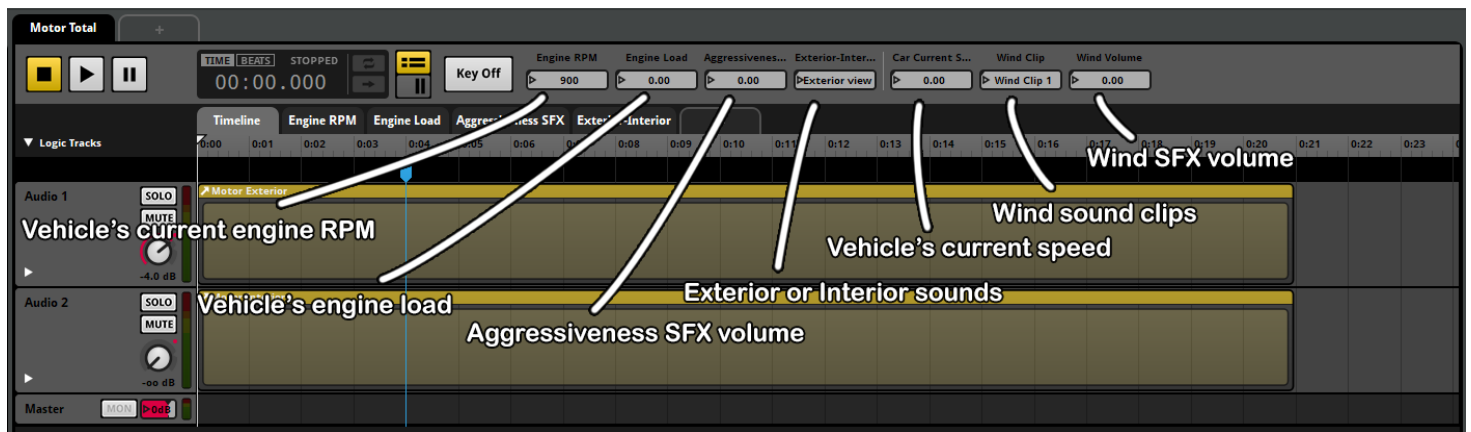 Motor Total
+
TIME BEATS STOPPED
00:00.000
Key Off
Engine RPM
900
Engine Load
0.00
Aggressivenes...
0.00
Exterior-Inter...
Exterior view
Car Current S...
0.00
Wind Clip
Wind Clip 1
Wind Volume
0.00
Timeline
Engine RPM
Engine Load
Aggressiveness SFX
Exterior-Interior
Logic Tracks
0:00 0:01 0:02 0:03 0:04 0:05 0:06 0:08 0:09 0:10 0:11 0:12 0:13 0:14 0:15 0:16 0:17 0:18 0:19 0:20 0:21 0:22 0:23
Wind SFX volume
Audio 1
SOLO
Motor Exterior
MUTE
-4.0 dB
Vehicle's current engine RPM
Wind sound clips
Vehicle's current speed
Exterior or Interior sounds
Audio 2
SOLO
MUTE
-oo dB
Vehicle's engine load
Aggressiveness SFX volume
Master
MON
0dB